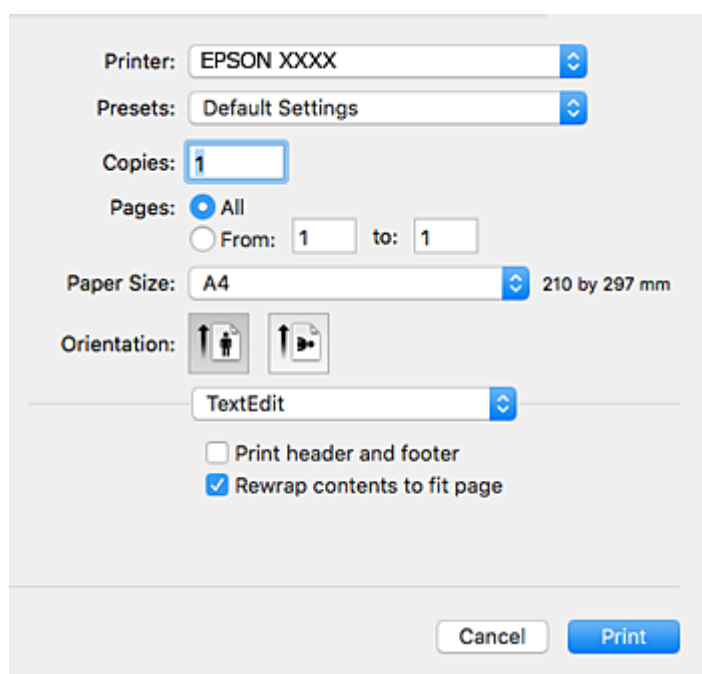 Printer: EPSON XXXX
Presets: Default Settings
Copies: 1
Pages: All
From: 1 to: 1
Paper Size: A4 210 by 297 mm
Orientation:
TextEdit
Print header and footer
Rewrap contents to fit page
Cancel Print